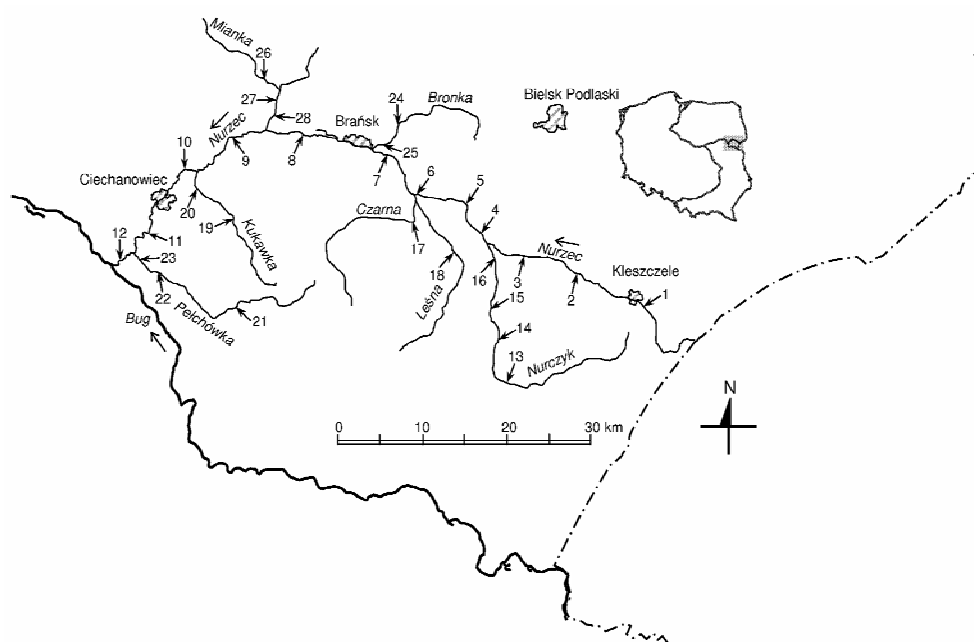 Mianka
26
27
28
Nurzec
Brańsk
24
Bronka
25
Bielsk Podlaski
10
9
8
7
6
5
Ciechanowiec
20
19
Kukawka
Czarna
17
4
12
11
23
18
Leśna
16
3
Nurzec
2
Kleszczele
1
22
Pełchówka
21
15
14
Bug
13
Nurczyk
N
0 10 20 30 km